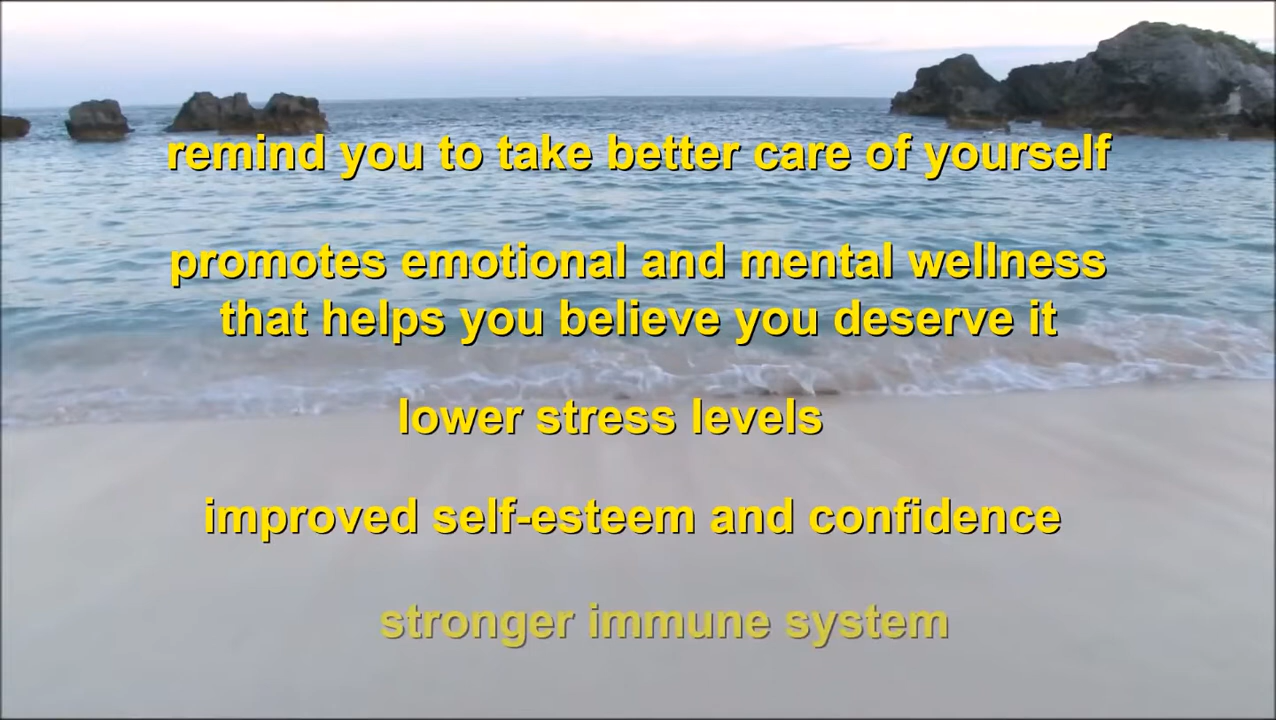 remind you to take better care of yourself
promotes emotional and mental wellness
that helps you believe you deserve it
lower stress levels
improved self-esteem and confidence
stronger immune system